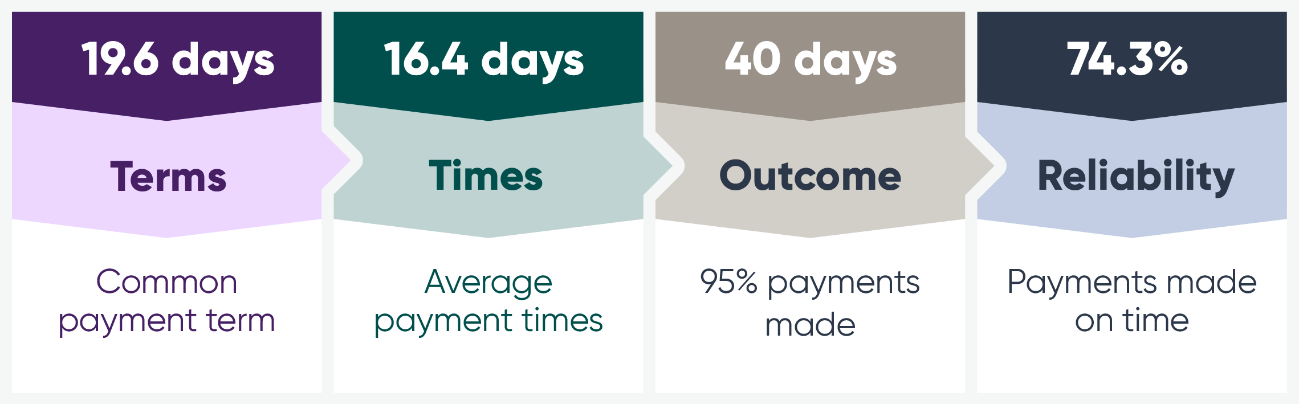 19.6 days
Terms
Common
payment term
16.4 days
Times
Average
payment times
40 days
Outcome
95% payments
made
74.3%
Reliability
Payments made
on time